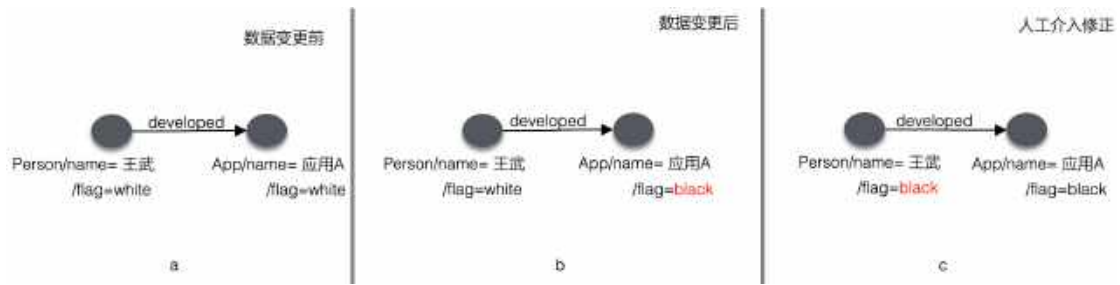 数据变更前
developed
Person/name= 王武
App/name= 应用A
/flag=white
/flag=white
a
数据变更后
developed
Person/name= 王武
App/name= 应用A
/flag=white
/flag=black
b
人工介入修正
developed
Person/name= 王武
App/name= 应用A
/flag=black
/flag=black
c